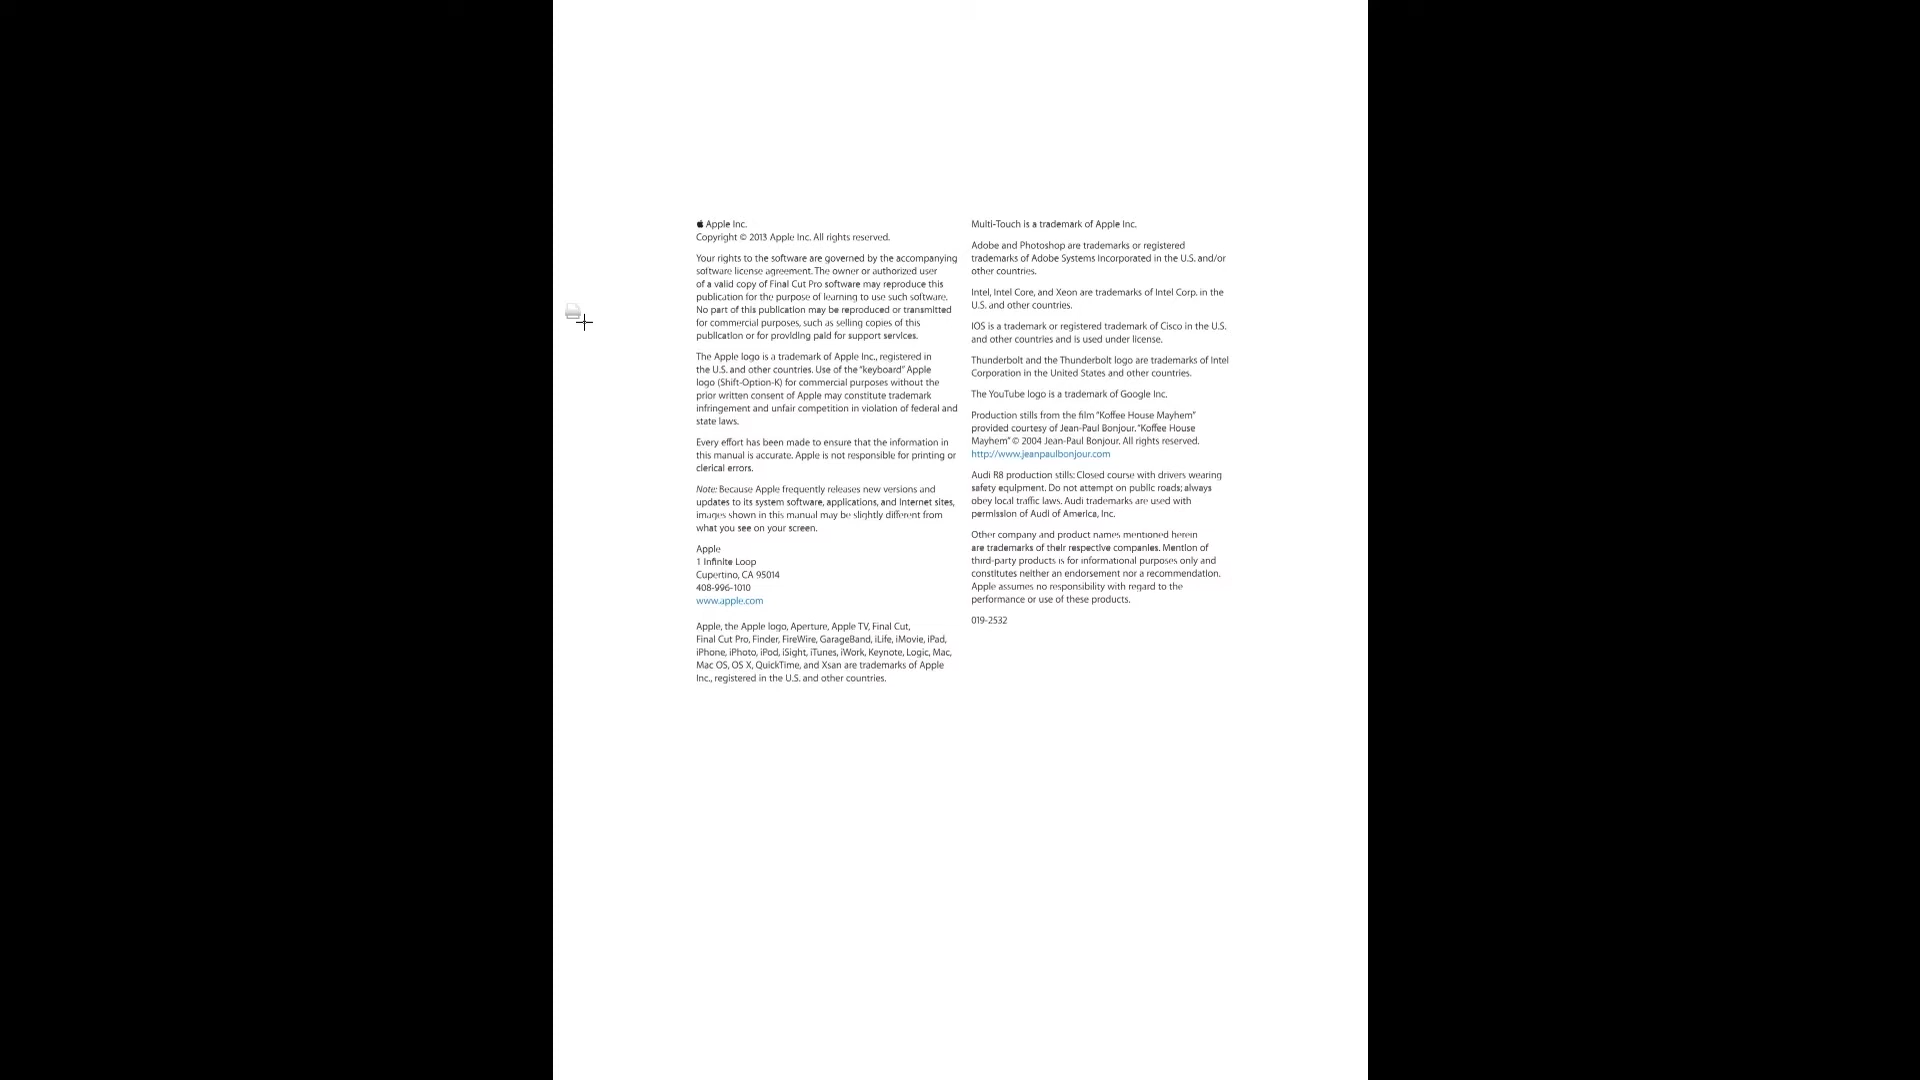 Apple Inc.
Copyright © 2013 Apple Inc. All rights reserved.
Your rights to the software are governed by the accompanying
software license agreement. The owner or authorized user
of a valid copy of Final Cut Pro software may reproduce this
publication for the purpose of learning to use such software.
No part of this publication may be reproduced or transmitted
for commercial purposes, such as selling copies of this
publication or for providing paid for support services.
The Apple logo is a trademark of Apple Inc., registered in
the U.S. and other countries. Use of the “keyboard” Apple
logo (Shift-Option-K) for commercial purposes without the
prior written consent of Apple may constitute trademark
infringement and unfair competition in violation of federal and
state laws.
Every effort has been made to ensure that the information in
this manual is accurate. Apple is not responsible for printing or
clerical errors.
Note: Because Apple frequently releases new versions and
updates to its system software, applications, and Internet sites,
images shown in this manual may be slightly different from
what you see on your screen.
Apple
1 Infinite Loop
Cupertino, CA 95014
408-996-1010
www.apple.com
Apple, the Apple logo, Aperture, Apple TV, Final Cut,
Final Cut Pro, Finder, FireWire, GarageBand, iLife, iMovie, iPad,
iPhone, iPhoto, iPod, iSight, iTunes, iWork, Keynote, Logic, Mac,
Mac OS, OS X, QuickTime, and Xsan are trademarks of Apple
Inc., registered in the U.S. and other countries.
Multi-Touch is a trademark of Apple Inc.
Adobe and Photoshop are trademarks or registered
trademarks of Adobe Systems Incorporated in the U.S. and/or
other countries.
Intel, Intel Core, and Xeon are trademarks of Intel Corp. in the
U.S. and other countries.
IOS is a trademark or registered trademark of Cisco in the U.S.
and other countries and is used under license.
Thunderbolt and the Thunderbolt logo are trademarks of Intel
Corporation in the United States and other countries.
The YouTube logo is a trademark of Google Inc.
Production stills from the film “Koffee House Mayhem”
provided courtesy of Jean-Paul Bonjour. “Koffee House
Mayhem” © 2004 Jean-Paul Bonjour. All rights reserved.
http://www.jeanpaulbonjour.com
Audi R8 production stills: Closed course with drivers wearing
safety equipment. Do not attempt on public roads; always
obey local traffic laws. Audi trademarks are used with
permission of Audi of America, Inc.
Other company and product names mentioned herein
are trademarks of their respective companies. Mention of
third-party products is for informational purposes only and
constitutes neither an endorsement nor a recommendation.
Apple assumes no responsibility with regard to the
performance or use of these products.
019-2532